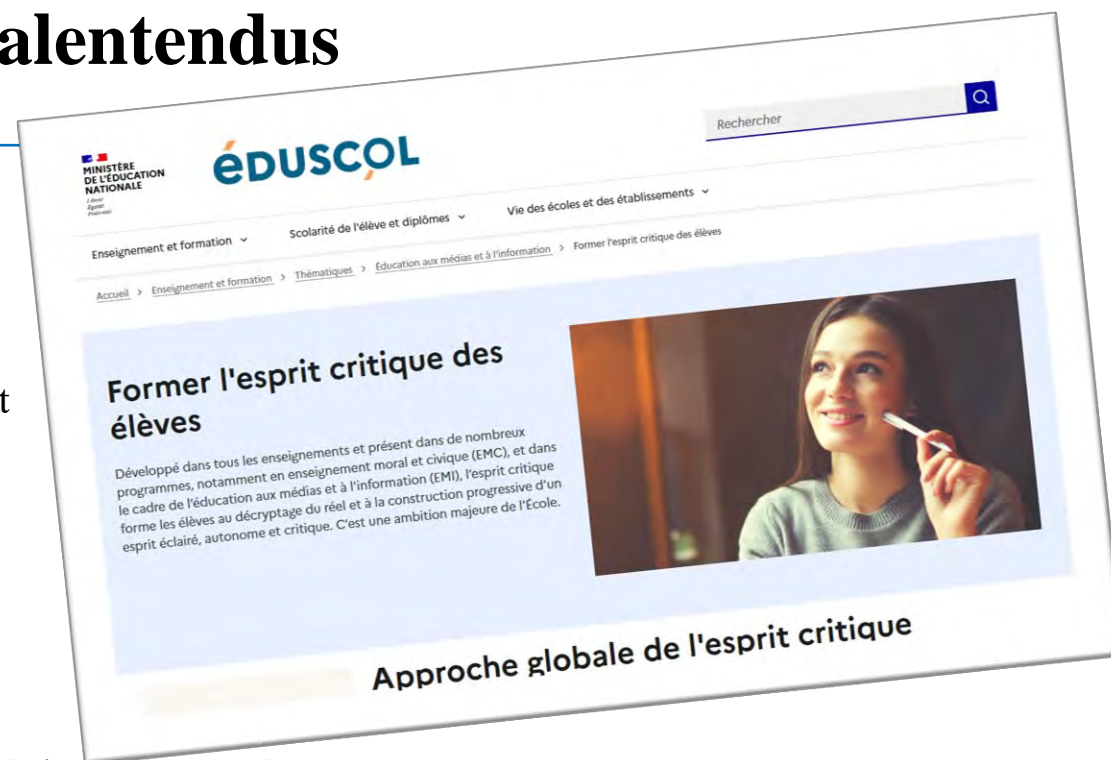 alentendus
MINISTÈRE
DE L'ÉDUCATION
NATIONALE
Liberté
Égalité
Fraternité
éDUSCOL
Rechercher
Enseignement et formation
Scolarité de l'élève et diplômes
Vie des écoles et des établissements
Accueil > Enseignement et formation > Thématiques > Éducation aux médias et à l'information > Former l'esprit critique des élèves
t
Former l'esprit critique des
élèves
Développé dans tous les enseignements et présent dans de nombreux
programmes, notamment en enseignement moral et civique (EMC), et dans
le cadre de l'éducation aux médias et à l'information (EMI), l'esprit critique
forme les élèves au décryptage du réel et à la construction progressive d'un
esprit éclairé, autonome et critique. C'est une ambition majeure de l'École.
Approche globale de l'esprit critique